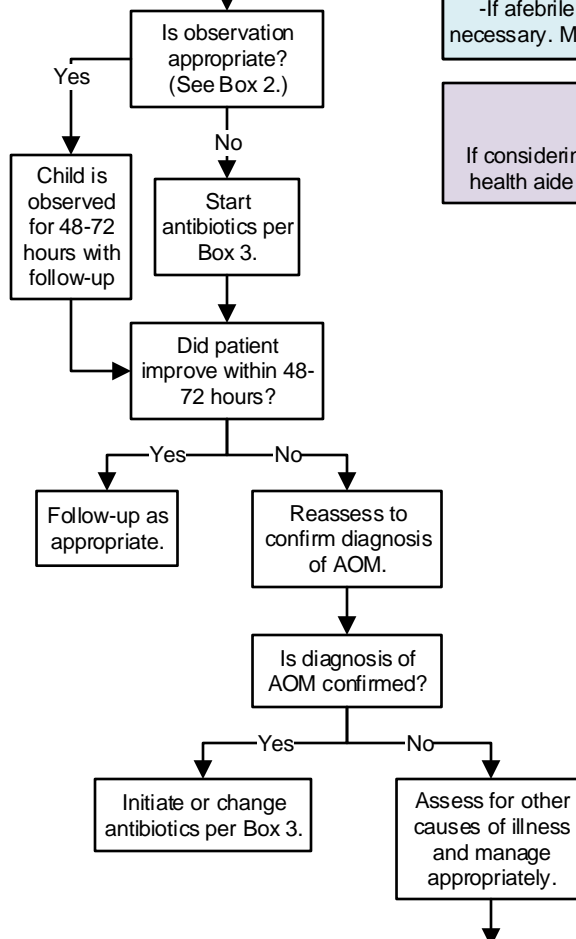 Is observation
appropriate?
(See Box 2.)
Yes
No
Child is
observed
for 48-72
hours with
follow-up
Start
antibiotics per
Box 3.
Did patient
improve within 48-
72 hours?
Yes
No
Follow-up as
appropriate.
Reassess to
confirm diagnosis
of AOM.
Is diagnosis of
AOM confirmed?
Yes
No
Initiate or change
antibiotics per Box 3.
Assess for other
causes of illness
and manage
appropriately.
-If afebrile
necessary. M
If considerin
health aide